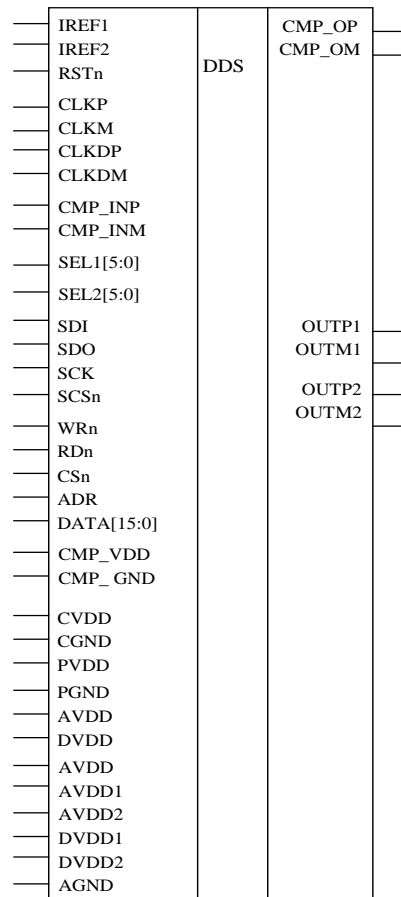 IREF1
IREF2
RSTn
CLKP
CLKM
CLKDP
CLKDM
CMP_INP
CMP_INM
SEL1[5:0]
SEL2[5:0]
SDI
SDO
SCK
SCSn
WRn
RDn
CSn
ADR
DATA[15:0]
CMP_VDD
CMP_ GND
CVDD
CGND
PVDD
PGND
AVDD
DVDD
AVDD
AVDD1
AVDD2
DVDD1
DVDD2
AGND
DDS
CMP_OP
CMP_OM
OUTP1
OUTM1
OUTP2
OUTM2